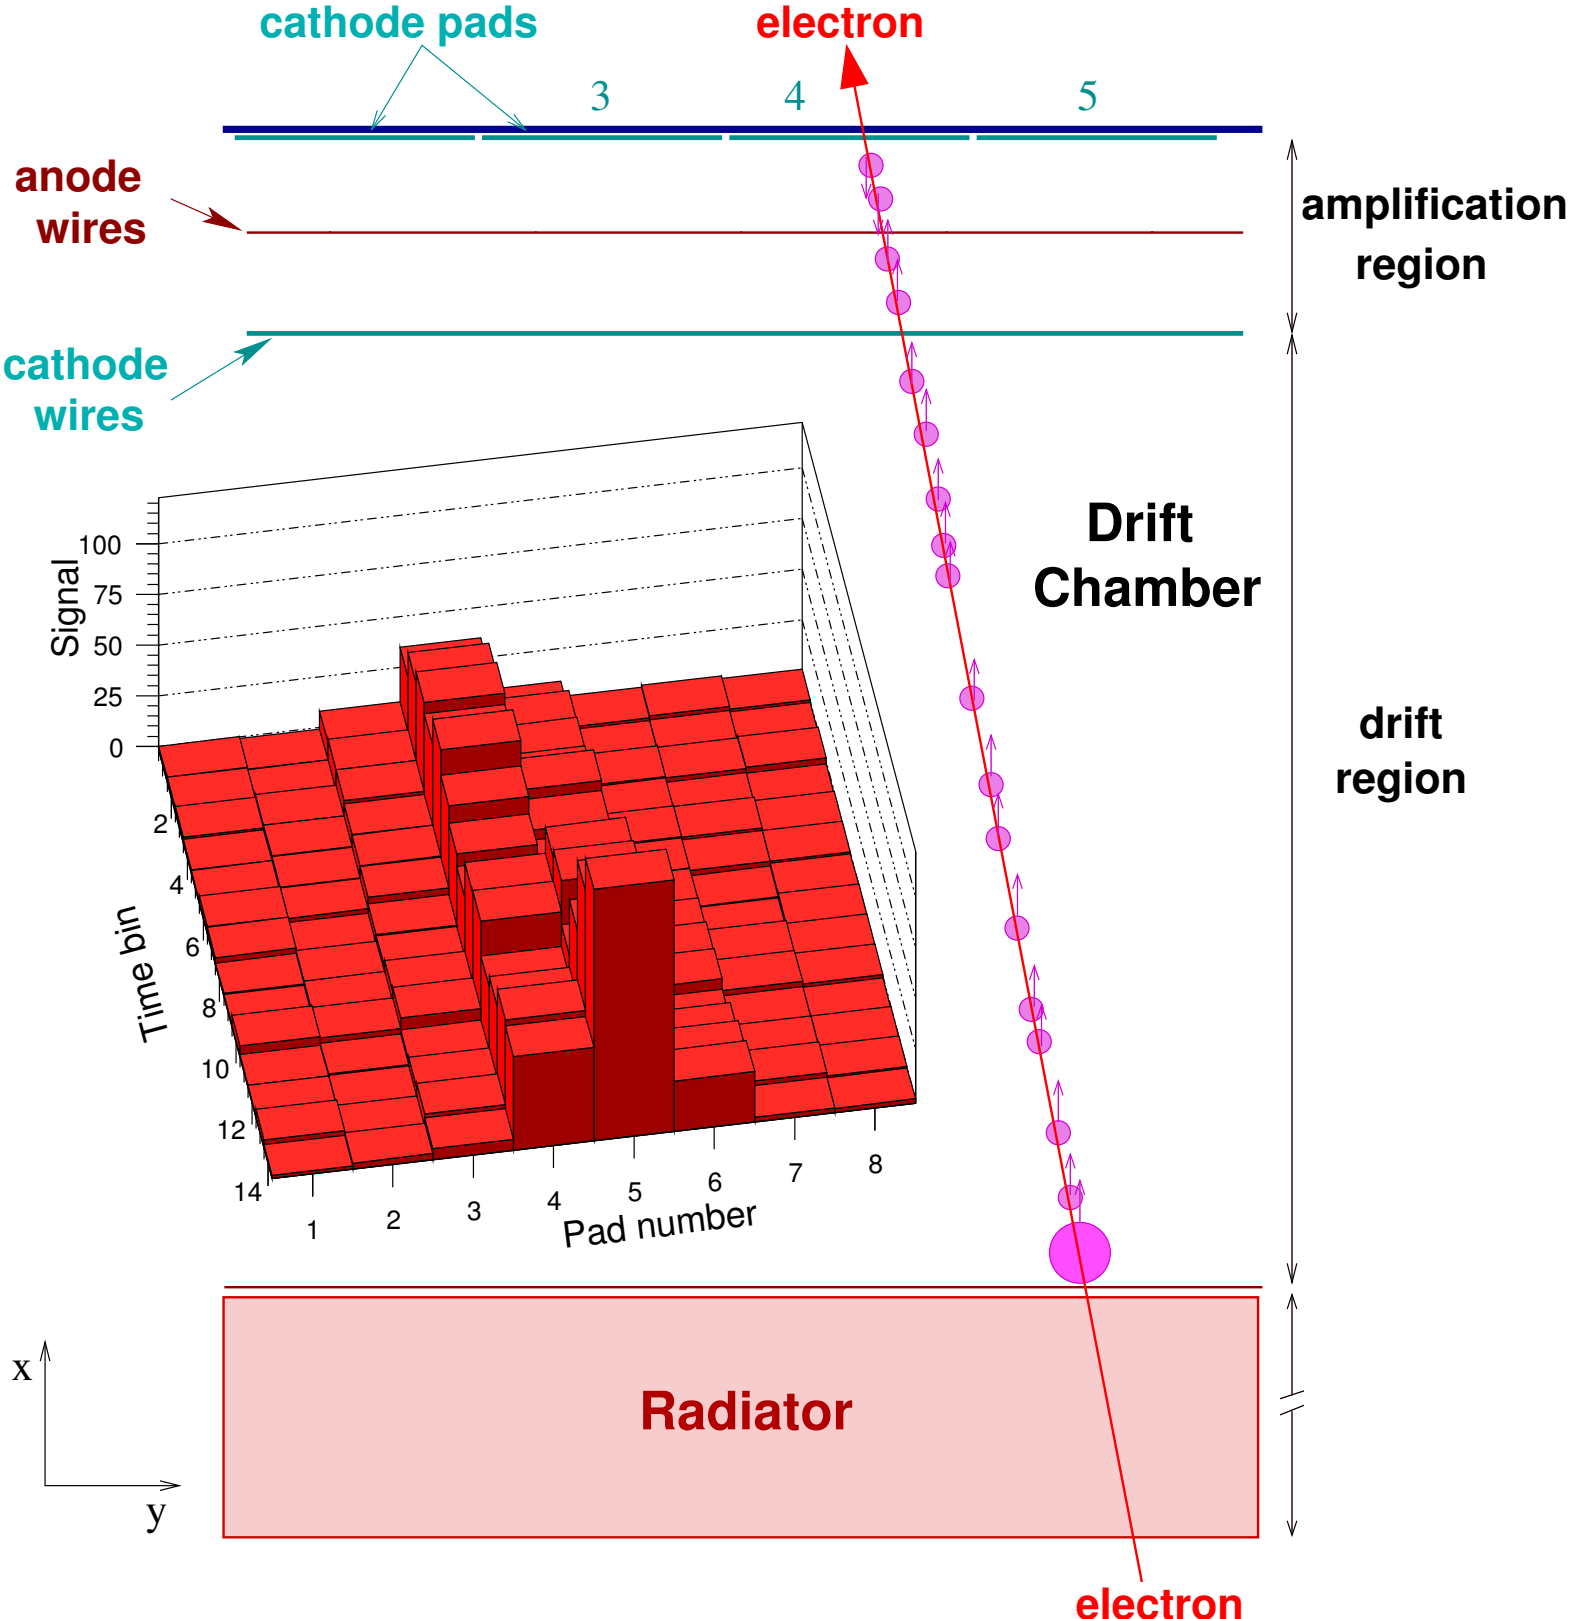 cathode pads
electron
3 4 5
anode
wires
amplification
region
cathode
wires
Drift
Chamber
drift
region
Signal
100
75
50
25
0
Time bin
2
4
6
8
10
12
14
1 2 3 4 5 6 7 8
Pad number
x
y
Radiator
electron